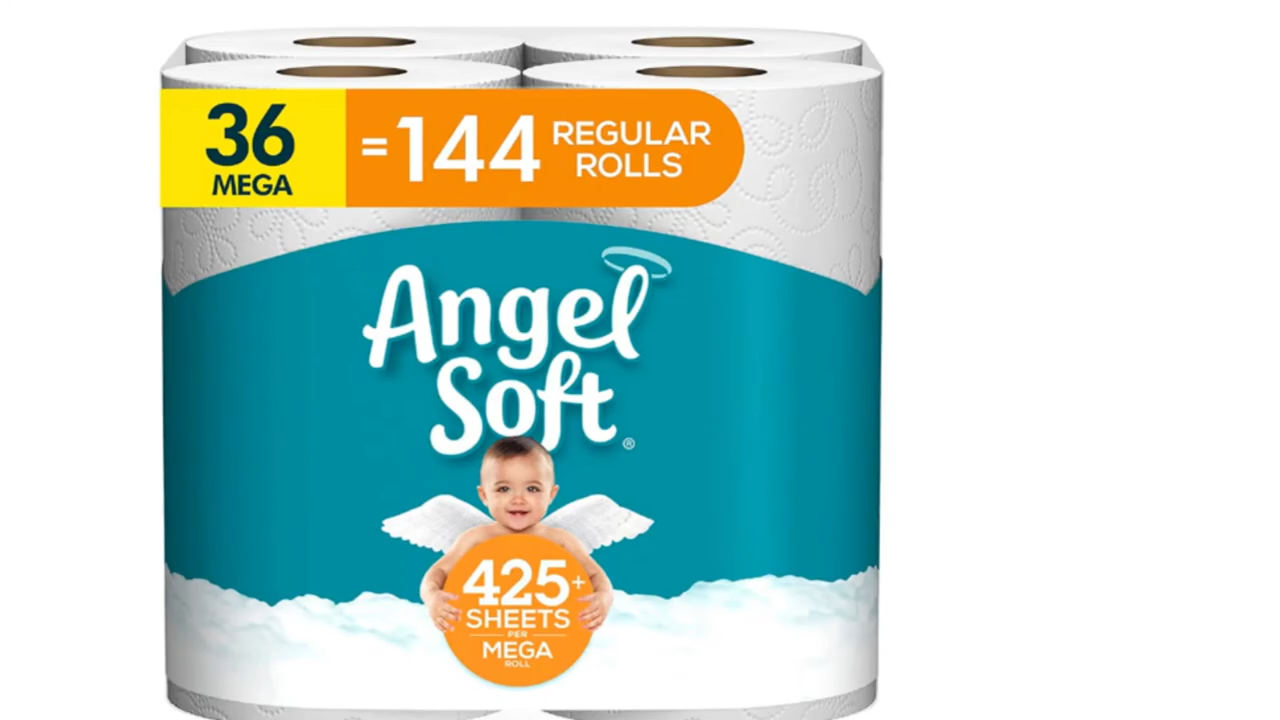 36
MEGA
=144 REGULAR
ROLLS
Angel
Soft®
425+
SHEETS
PER
MEGA
ROLL